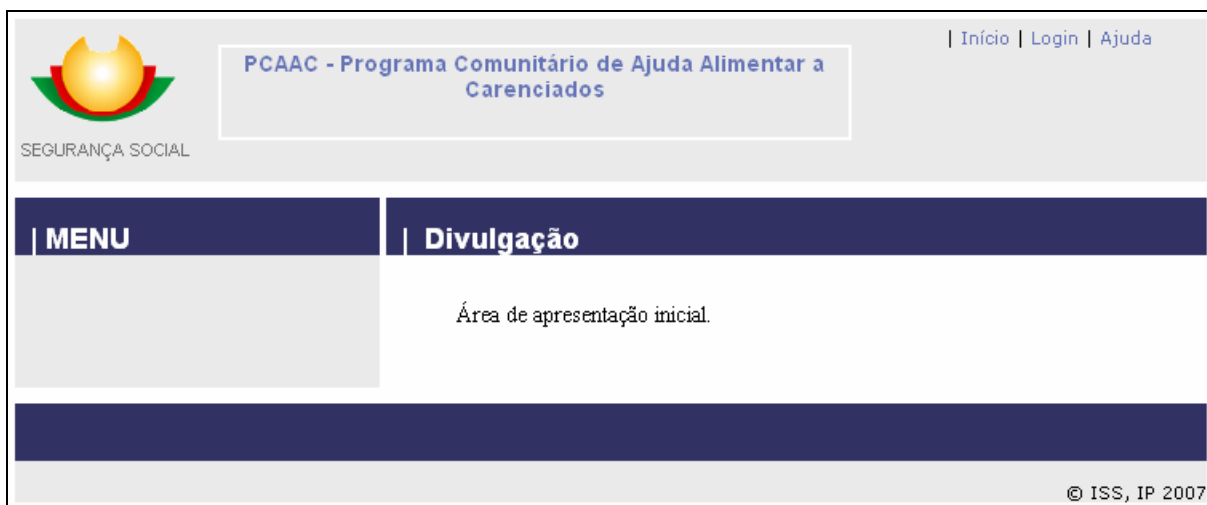 | Início | Login | Ajuda
PCAAC - Programa Comunitário de Ajuda Alimentar a
Carenciados
SEGURANÇA SOCIAL
| MENU
| Divulgação
Área de apresentação inicial.
© ISS, IP 2007